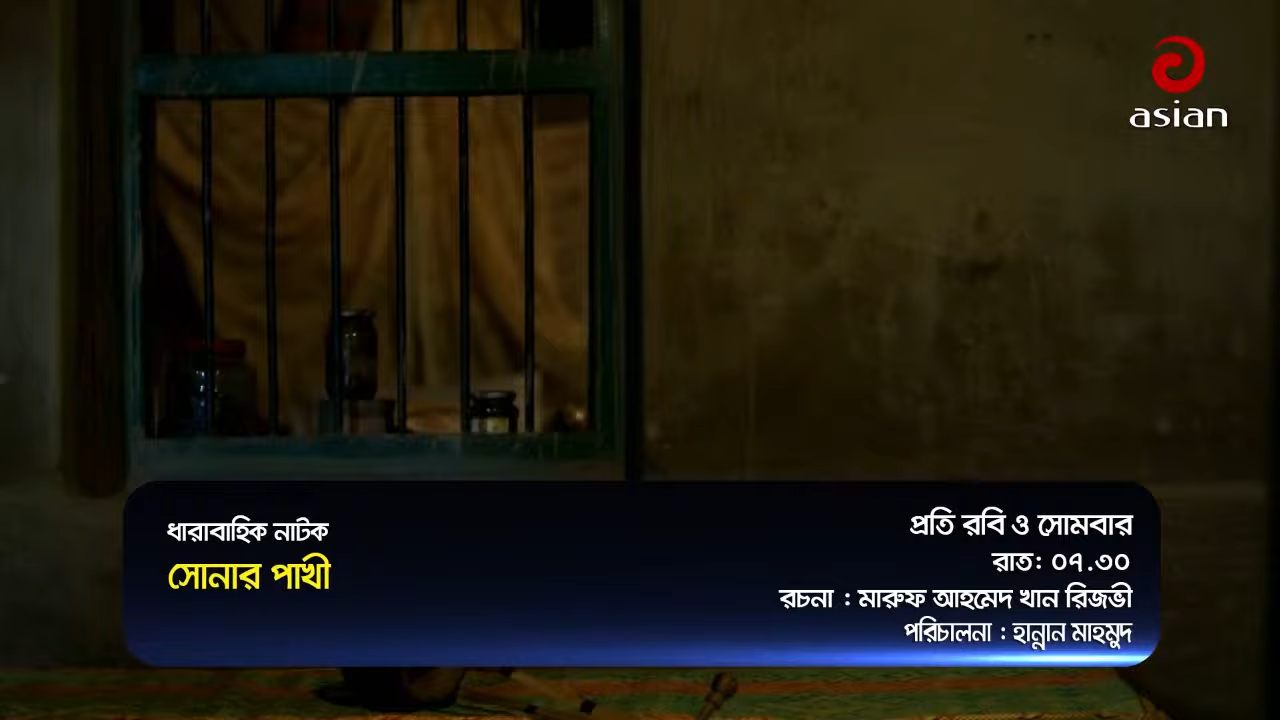 asian
ধারাবাহিক নাটক
সোনার পাখী
প্রতি রবি ও সোমবার
রাত: ০৭.৩০
রচনা : মারুফ আহমেদ খান রিজভী
পরিচালনা : হান্নান মাহমুদ